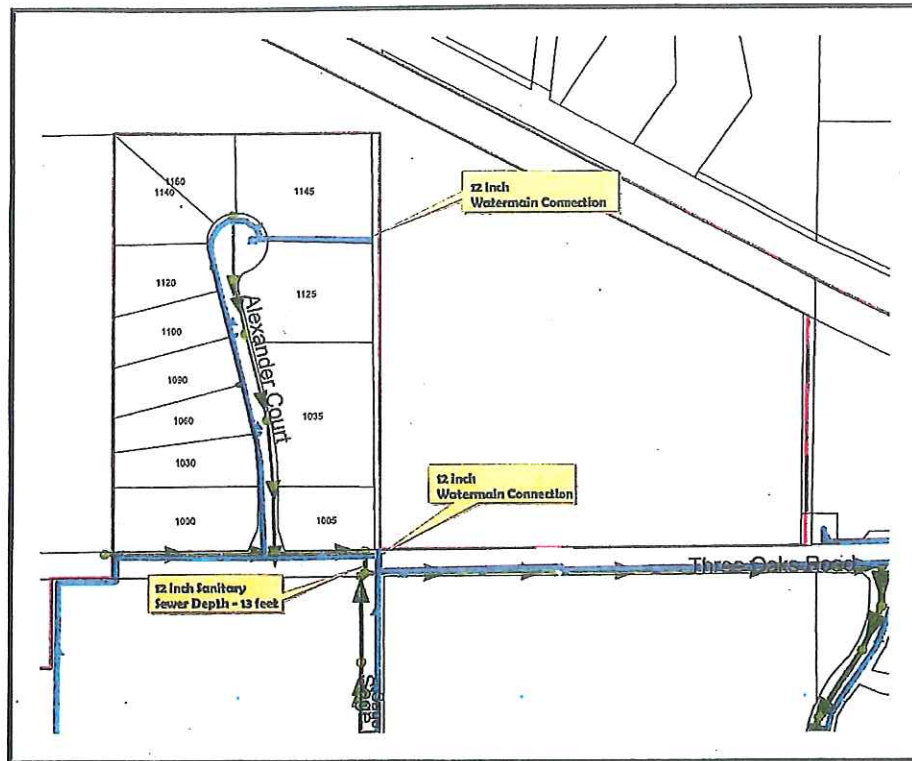 1160
1140
1145
12 Inch
Watermain Connection
1120
1125
1100
Alexander Court
1090
1035
1060
1030
12 Inch
Watermain Connection
1000
1005
Three Oaks Road
12 Inch Sanitary
Sewer Depth - 13 feet